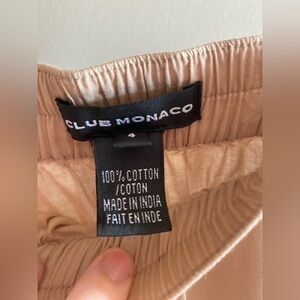 CLUB MONACO
4
100% COTTON
/COTON
MADE IN INDIA
FAIT EN INDE